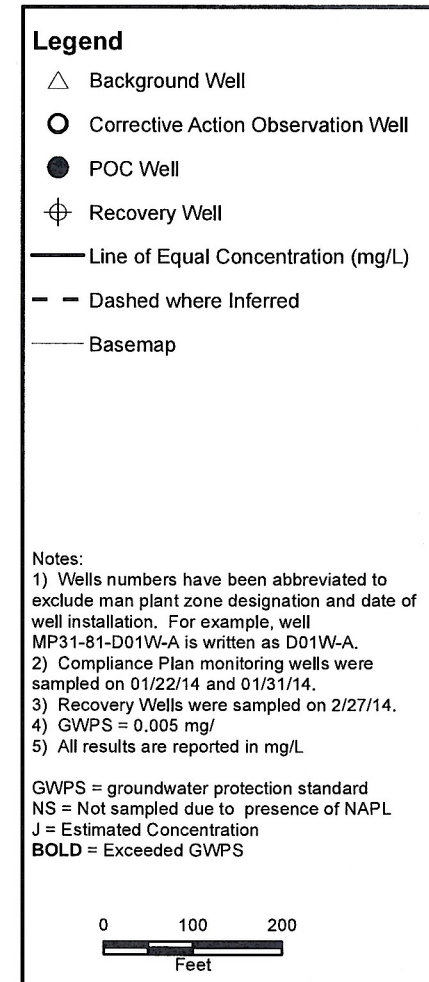 Legend
Background Well
Corrective Action Observation Well
POC Well
Recovery Well
Line of Equal Concentration (mg/L)
Dashed where Inferred
Basemap
Notes:
1) Wells numbers have been abbreviated to
exclude man plant zone designation and date of
well installation. For example, well
MP31-81-D01W-A is written as D01W-A.
2) Compliance Plan monitoring wells were
sampled on 01/22/14 and 01/31/14.
3) Recovery Wells were sampled on 2/27/14.
4) GWPS = 0.005 mg/
5) All results are reported in mg/L
GWPS = groundwater protection standard
NS = Not sampled due to presence of NAPL
J = Estimated Concentration
BOLD = Exceeded GWPS
0 100 200
Feet